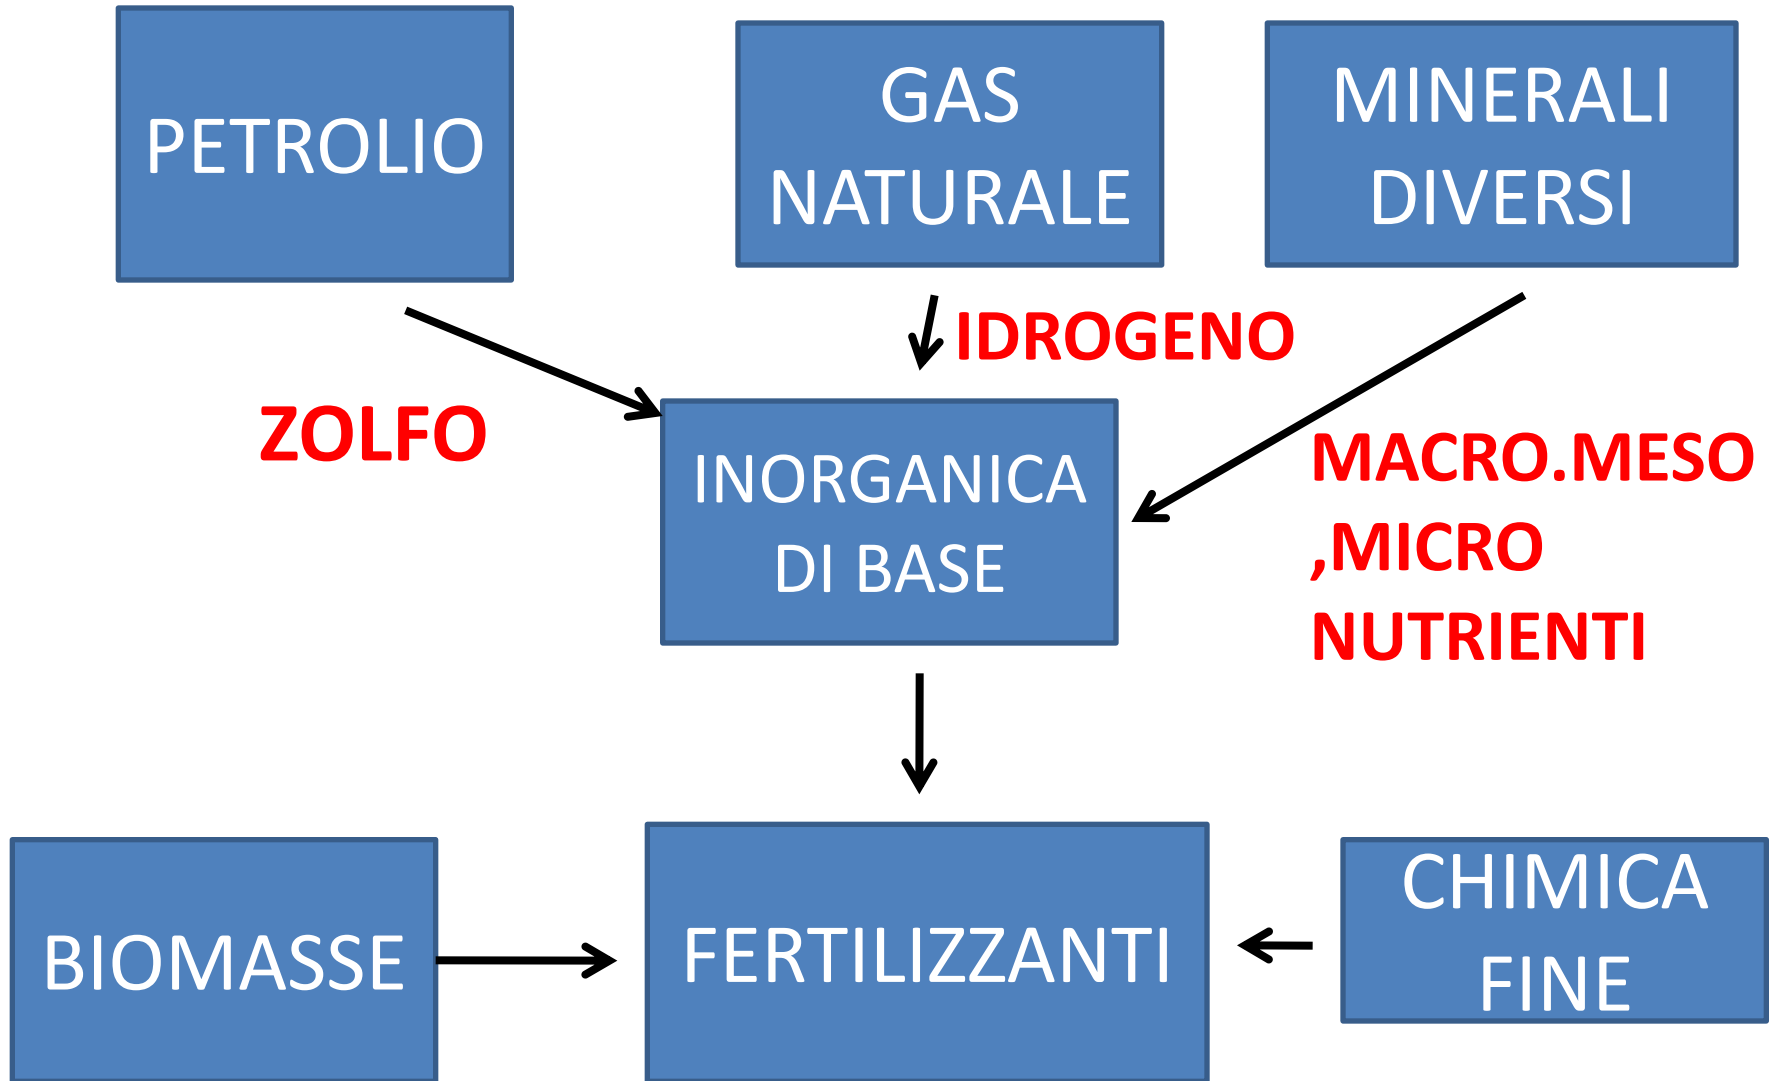 PETROLIO
GAS
NATURALE
MINERALI
DIVERSI
IDROGENO
ZOLFO
INORGANICA
DI BASE
MACRO.MESO
,MICRO
NUTRIENTI
BIOMASSE
FERTILIZZANTI
CHIMICA
FINE